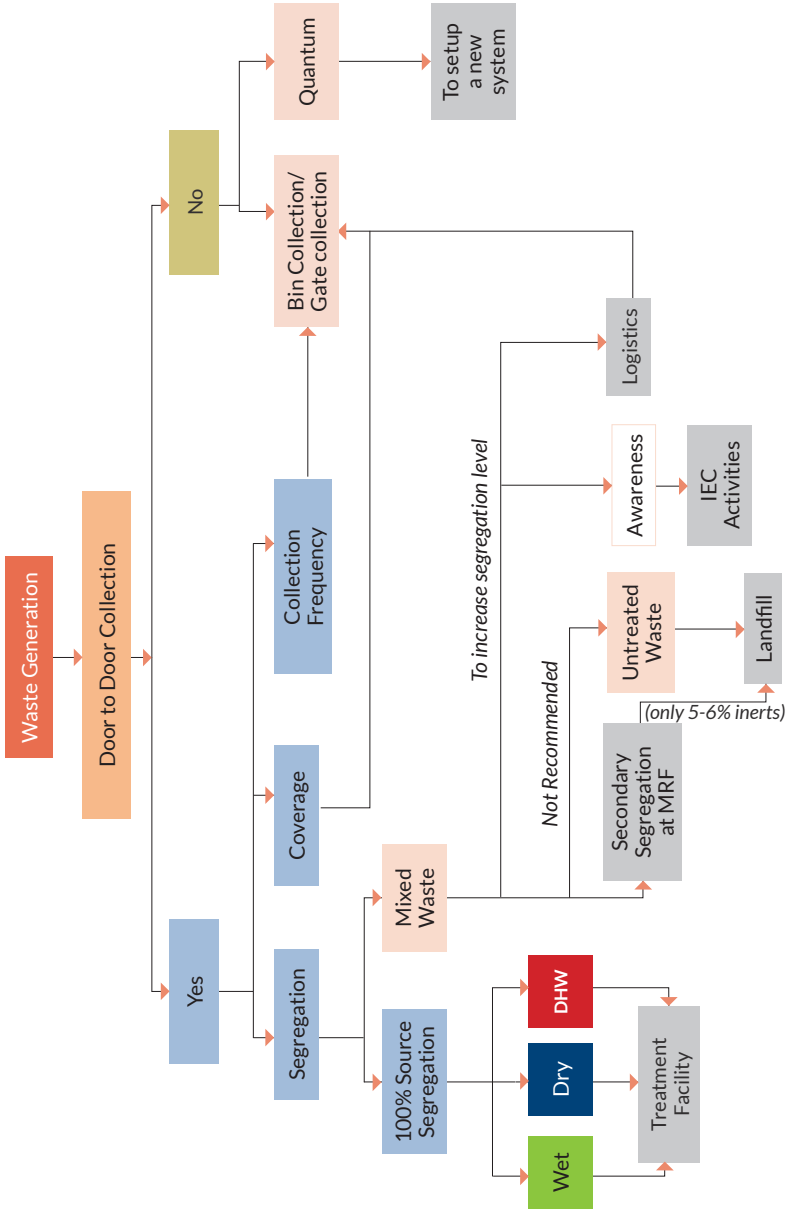 Waste Generation
Door to Door Collection
Yes
No
Segregation
Coverage
Collection
Frequency
Bin Collection/
Gate collection
Quantum
To setup
a new
system
100% Source
Segregation
Mixed
Waste
To increase segregation level
Not Recommended
Wet
Dry
DHW
Treatment
Facility
Secondary
Segregation
at MRF
(only 5-6% inerts)
Untreated
Waste
Landfill
Awareness
IEC
Activities
Logistics